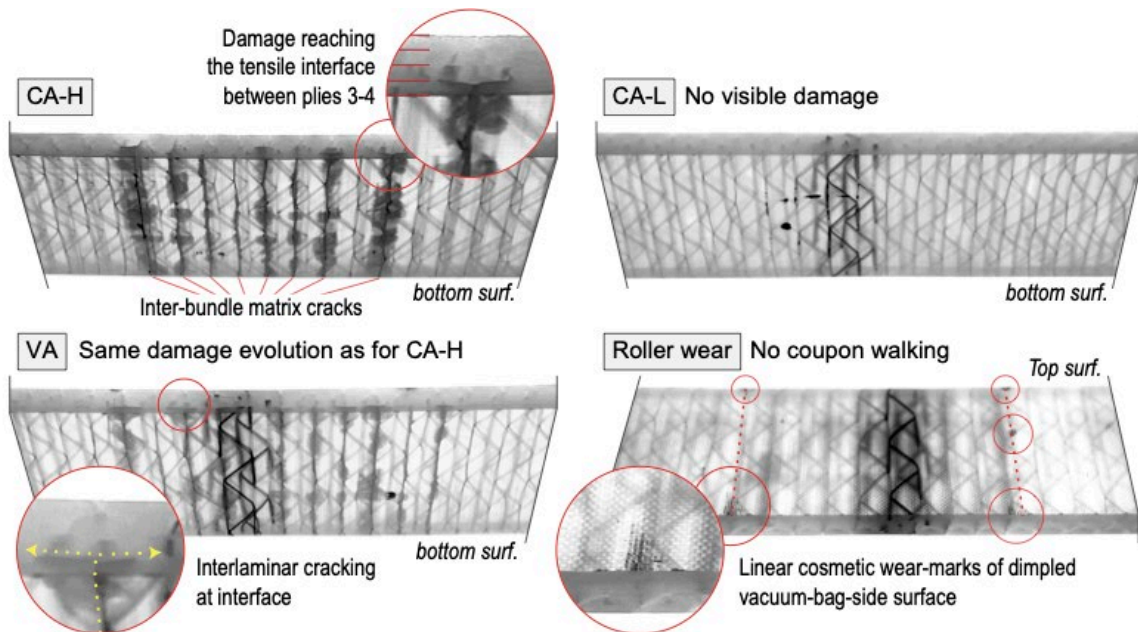 Damage reaching
the tensile interface
between plies 3-4
CA-H
CA-L No visible damage
Inter-bundle matrix cracks
bottom surf.
bottom surf.
VA Same damage evolution as for CA-H
Roller wear No coupon walking
Top surf.
bottom surf.
Interlaminar cracking
at interface
Linear cosmetic wear-marks of dimpled
vacuum-bag-side surface